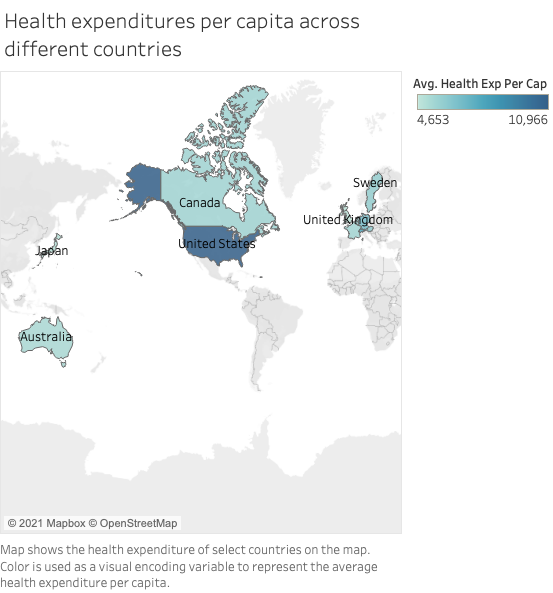 Health expenditures per capita across
different countries
Avg. Health Exp Per Cap
4,653 10,966
Sweden
Canada
United Kingdom
United States
Japan
Australia
© 2021 Mapbox © OpenStreetMap
Map shows the health expenditure of select countries on the map.
Color is used as a visual encoding variable to represent the average
health expenditure per capita.